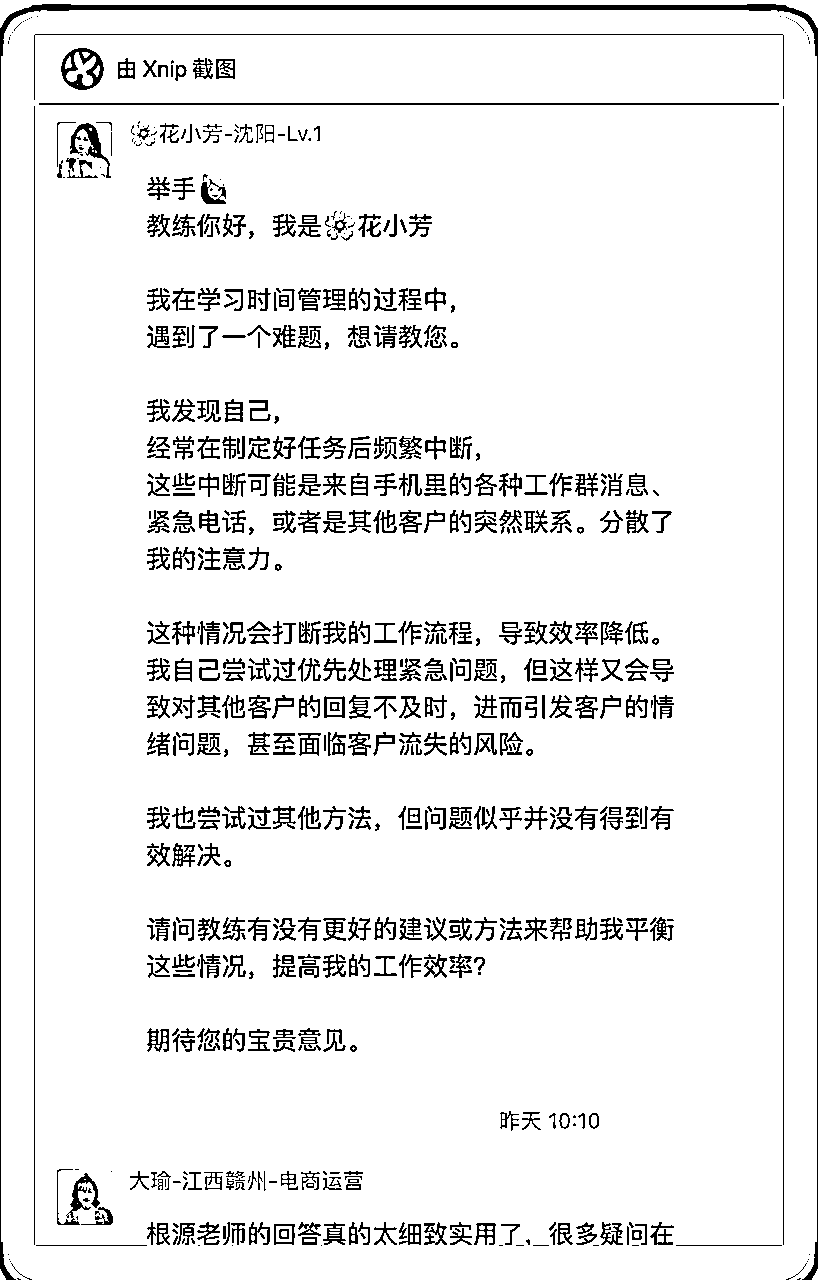 由 Xnip 截图
🌸花小芳-沈阳-Lv.1
举手🙋
教练你好，我是🌸花小芳
我在学习时间管理的过程中，
遇到了一个难题，想请教您。
我发现自己，
经常在制定好任务后频繁中断，
这些中断可能是来自手机里的各种工作群消息、
紧急电话，或者是其他客户的突然联系。分散了
我的注意力。
这种情况会打断我的工作流程，导致效率降低。
我自己尝试过优先处理紧急问题，但这样又会导
致对其他客户的回复不及时，进而引发客户的情
绪问题，甚至面临客户流失的风险。
我也尝试过其他方法，但问题似乎并没有得到有
效解决。
请问教练有没有更好的建议或方法来帮助我平衡
这些情况，提高我的工作效率？
期待您的宝贵意见。
昨天 10:10
大瑜-江西赣州-电商运营
根源老师的回答真的太细致实用了，很多疑问在